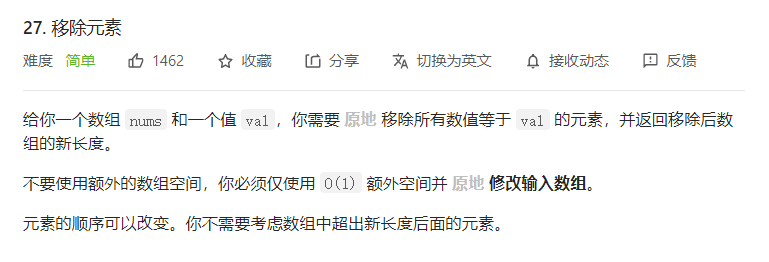 27. 移除元素
难度 简单 1462 收藏 分享 切换为英文 接收动态 反馈
给你一个数组 nums 和一个值 val，你需要 原地 移除所有数值等于 val 的元素，并返回移除后数
组的新长度。
不要使用额外的数组空间，你必须仅使用 O(1) 额外空间并 原地 修改输入数组。
元素的顺序可以改变。你不需要考虑数组中超出新长度后面的元素。